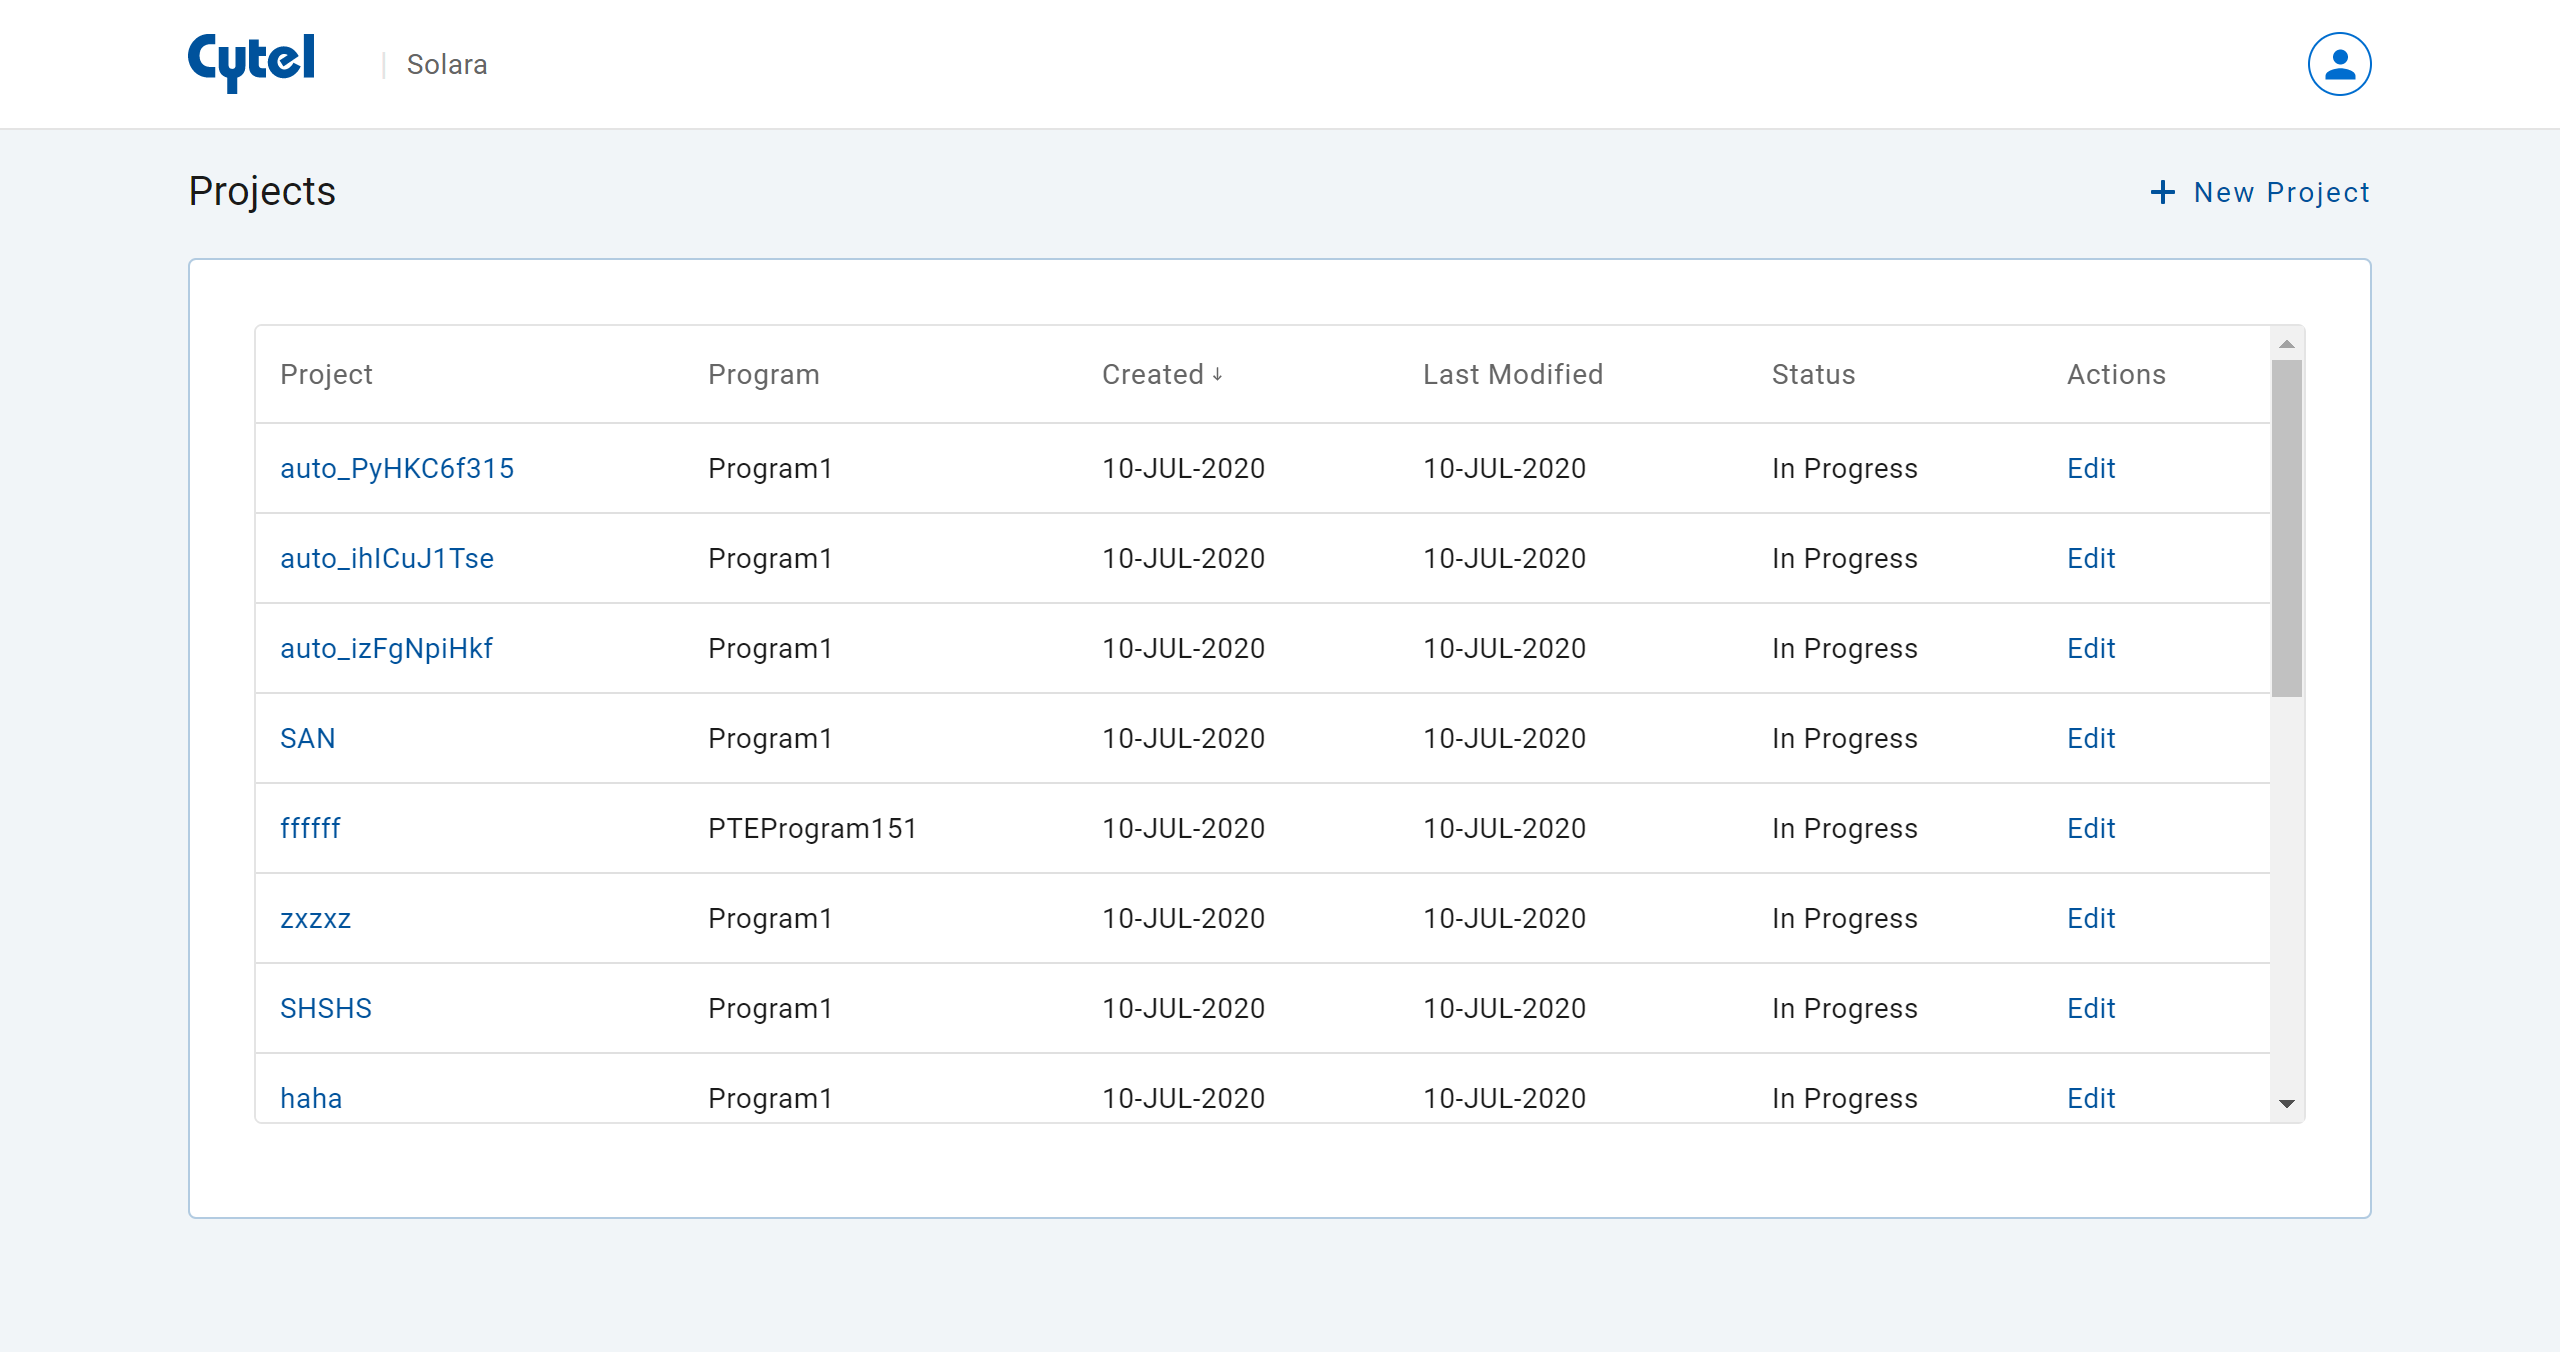 Cytel | Solara
Projects
+ New Project
Project Program Created ↓ Last Modified Status Actions
auto_PyHKC6f315 Program1 10-JUL-2020 10-JUL-2020 In Progress Edit
auto_ihICuJ1Tse Program1 10-JUL-2020 10-JUL-2020 In Progress Edit
auto_izFgNpiHkf Program1 10-JUL-2020 10-JUL-2020 In Progress Edit
SAN Program1 10-JUL-2020 10-JUL-2020 In Progress Edit
ffffff PTEProgram151 10-JUL-2020 10-JUL-2020 In Progress Edit
zxzxz Program1 10-JUL-2020 10-JUL-2020 In Progress Edit
SHSHS Program1 10-JUL-2020 10-JUL-2020 In Progress Edit
haha Program1 10-JUL-2020 10-JUL-2020 In Progress Edit